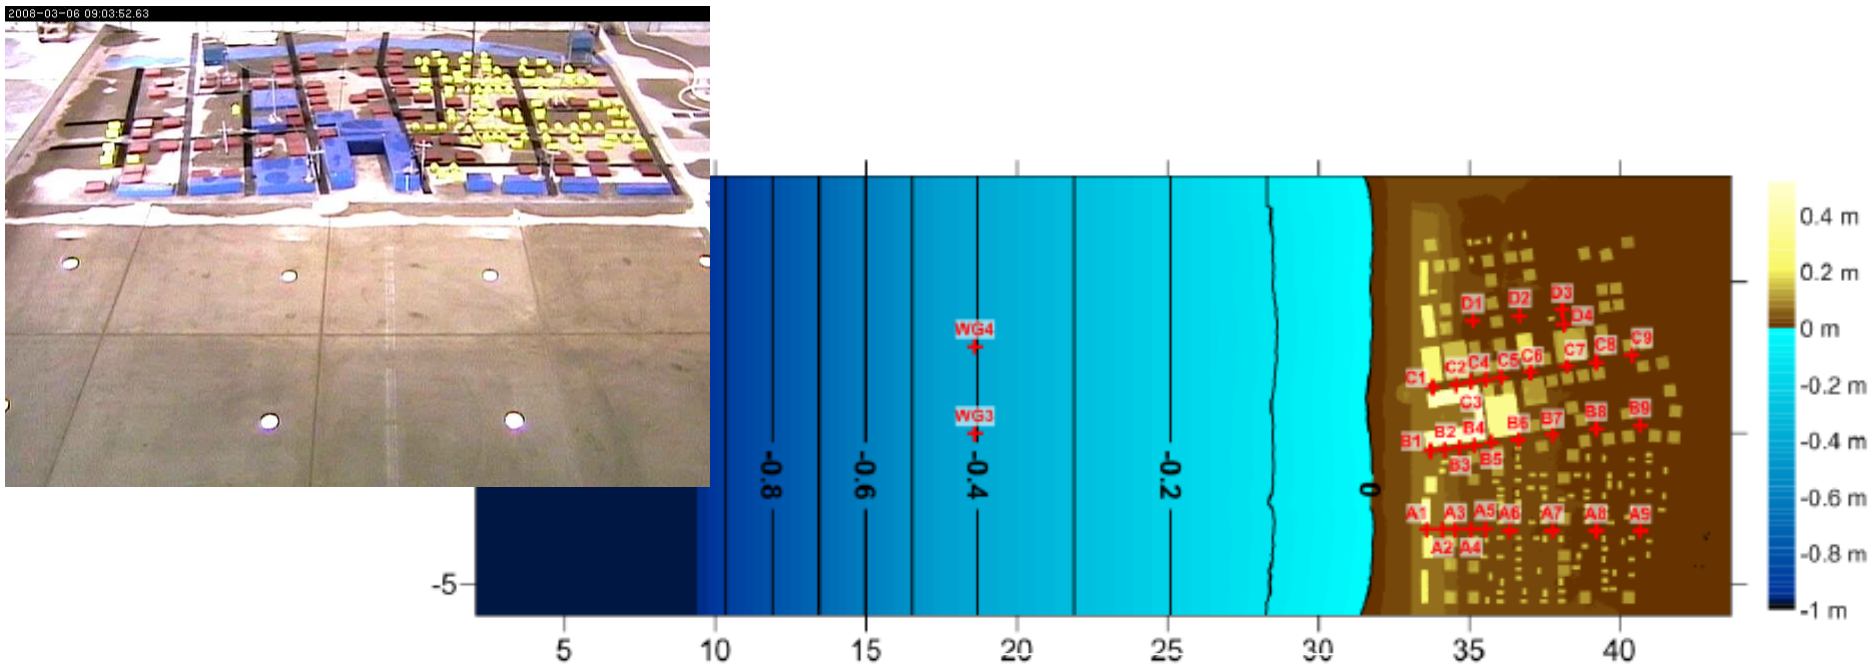 2008-03-06 09:03:52.63
0.4 m
0.2 m
0 m
-0.2 m
-0.4 m
-0.6 m
-0.8 m
-1 m
WG4
WG3
D1 D2 D3
D4
C1 C2 C4 C5 C6 C7 C8 C9
C3
B1 B2 B4 B6 B7 B8 B9
B3 B5
A1 A3 A5 A6 A7 A8 A9
A2 A4
-0.8 -0.6 -0.4 -0.2 0
-5
5 10 15 20 25 30 35 40